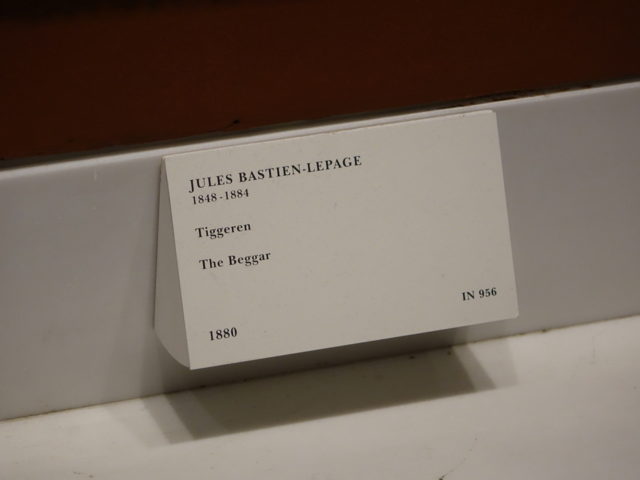 JULES BASTIEN-LEPAGE
1848-1884
Tiggeren
The Beggar
1880
IN 956